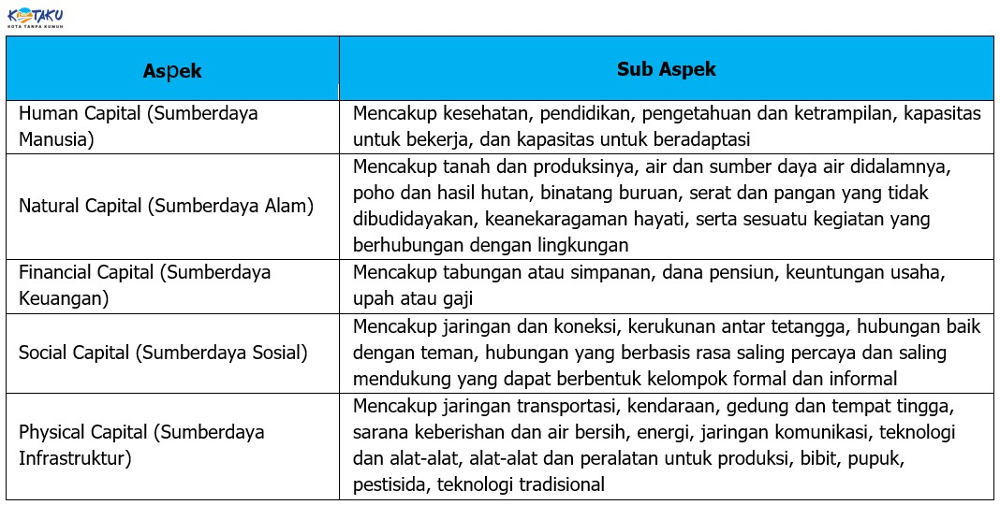 KOTAKU
KOTA TANPA KUMUH
Aspek
Sub Aspek
Human Capital (Sumberdaya
Manusia)
Mencakup kesehatan, pendidikan, pengetahuan dan ketrampilan, kapasitas
untuk bekerja, dan kapasitas untuk beradaptasi
Natural Capital (Sumberdaya Alam)
Mencakup tanah dan produksinya, air dan sumber daya air didalamnya,
poho dan hasil hutan, binatang buruan, serat dan pangan yang tidak
dibudidayakan, keanekaragaman hayati, serta sesuatu kegiatan yang
berhubungan dengan lingkungan
Financial Capital (Sumberdaya
Keuangan)
Mencakup tabungan atau simpanan, dana pensiun, keuntungan usaha,
upah atau gaji
Social Capital (Sumberdaya Sosial)
Mencakup jaringan dan koneksi, kerukunan antar tetangga, hubungan baik
dengan teman, hubungan yang berbasis rasa saling percaya dan saling
mendukung yang dapat berbentuk kelompok formal dan informal
Physical Capital (Sumberdaya
Infrastruktur)
Mencakup jaringan transportasi, kendaraan, gedung dan tempat tingga,
sarana keberishan dan air bersih, energi, jaringan komunikasi, teknologi
dan alat-alat, alat-alat dan peralatan untuk produksi, bibit, pupuk,
pestisida, teknologi tradisional